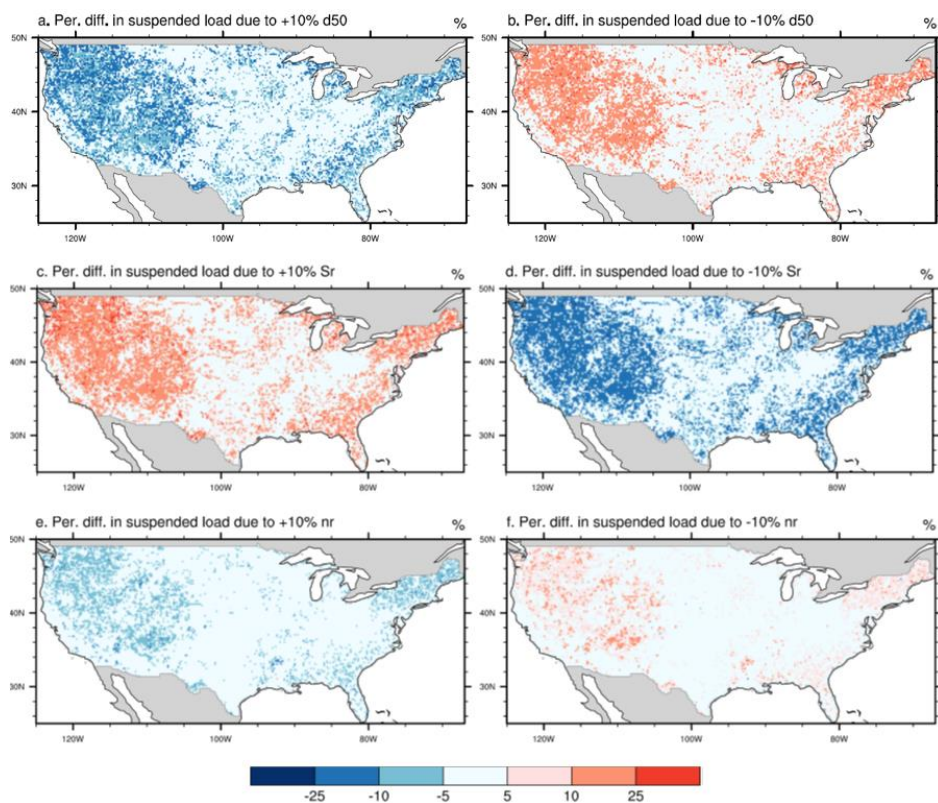 a. Per. diff. in suspended load due to +10% d50 %
b. Per. diff. in suspended load due to -10% d50 %
50N
40N
30N
120W 100W 80W
50N
40N
30N
120W 100W 80W
c. Per. diff. in suspended load due to +10% Sr %
d. Per. diff. in suspended load due to -10% Sr %
50N
40N
30N
120W 100W 80W
50N
40N
30N
120W 100W 80W
e. Per. diff. in suspended load due to +10% nr %
f. Per. diff. in suspended load due to -10% nr %
50N
40N
30N
120W 100W 80W
50N
40N
30N
120W 100W 80W
-25 -10 -5 5 10 25